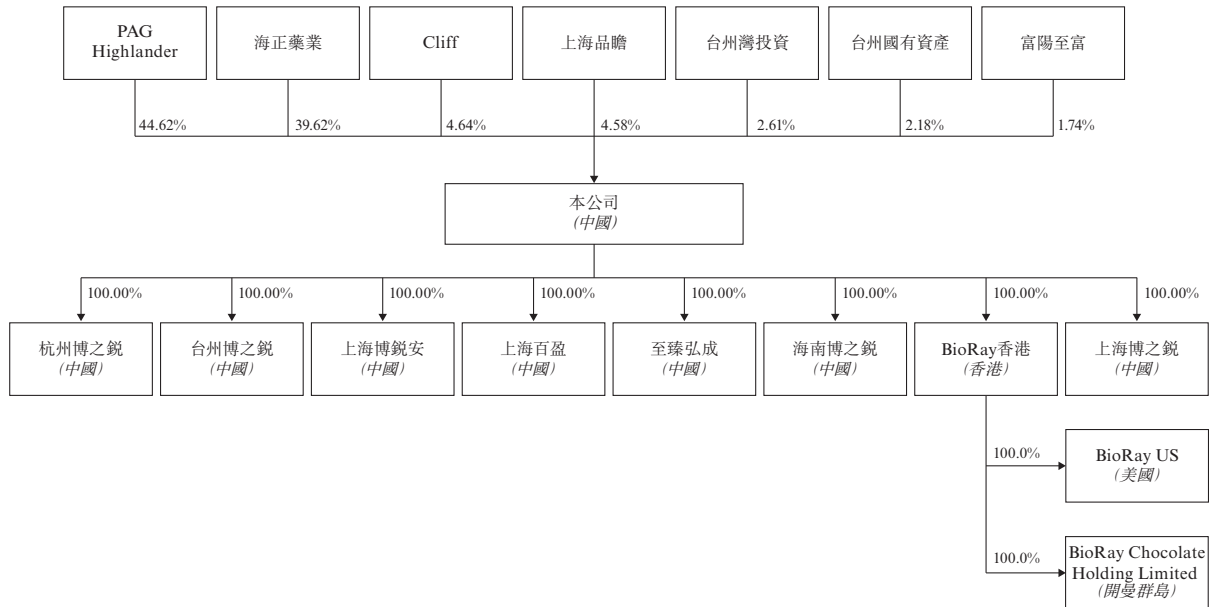 PAG
Highlander
海正藥業
Cliff
上海品瞻
台州灣投資
台州國有資產
富陽至富
44.62%
39.62%
4.64%
4.58%
2.61%
2.18%
1.74%
本公司
(中國)
100.00%
100.00%
100.00%
100.00%
100.00%
100.00%
100.00%
100.00%
杭州博之鋭
(中國)
台州博之鋭
(中國)
上海博鋭安
(中國)
上海百盈
(中國)
至臻弘成
(中國)
海南博之鋭
(中國)
BioRay香港
(香港)
上海博之鋭
(中國)
100.0%
BioRay US
(美國)
100.0%
BioRay Chocolate
Holding Limited
(開曼群島)